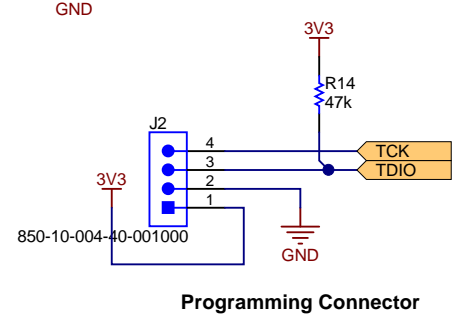 GND
3V3
R14
47k
J2
4
TCK
3
TDIO
3V3
2
1
850-10-004-40-001000
GND
Programming Connector